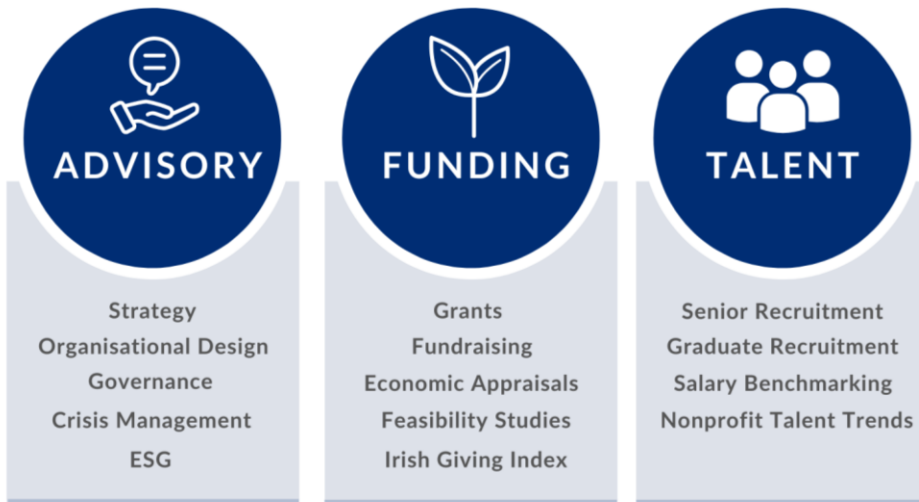 ADVISORY
Strategy
Organisational Design
Governance
Crisis Management
ESG
FUNDING
Grants
Fundraising
Economic Appraisals
Feasibility Studies
Irish Giving Index
TALENT
Senior Recruitment
Graduate Recruitment
Salary Benchmarking
Nonprofit Talent Trends